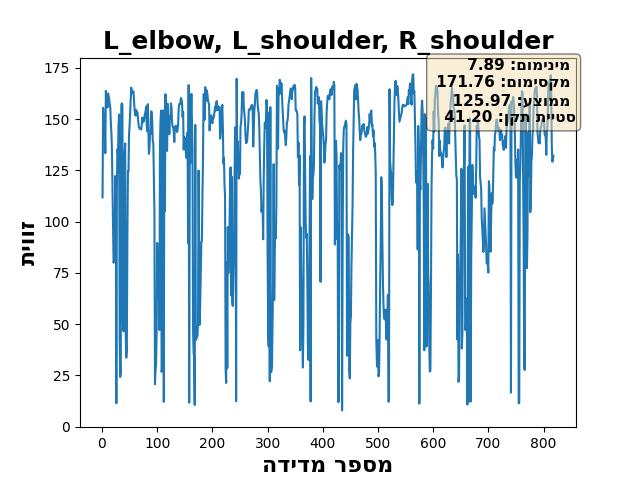 L_elbow, L_shoulder, R_shoulder
מינימום: 7.89
מקסימום: 171.76
ממוצע: 125.97
סטיית תקן: 41.20
זווית
175
150
125
100
75
50
25
0
0 100 200 300 400 500 600 700 800
מספר מדידה